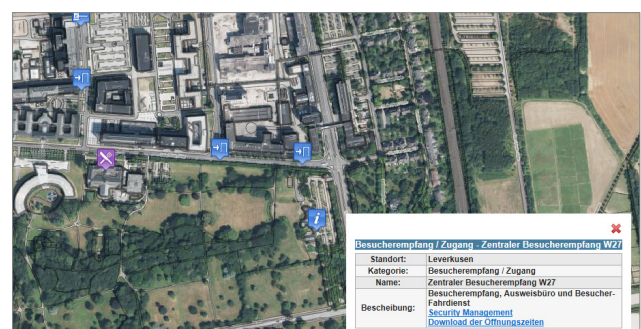 Besucherempfang / Zugang - Zentraler Besucherempfang W27
Standort: Leverkusen
Kategorie: Besucherempfang / Zugang
Name: Zentraler Besucherempfang W27
Bescheibung: Besucherempfang, Ausweisbüro und Besucher-
Fahrdienst
Security Management
Download der Öffnungszeiten